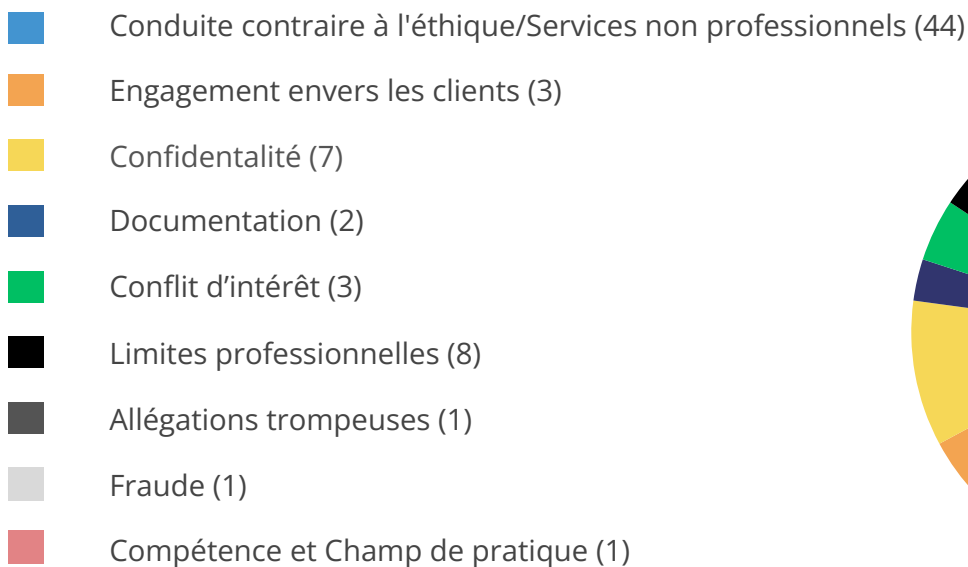 Conduite contraire à l'éthique/Services non professionnels (44)
Engagement envers les clients (3)
Confidentalité (7)
Documentation (2)
Conflit d’intérêt (3)
Limites professionnelles (8)
Allégations trompeuses (1)
Fraude (1)
Compétence et Champ de pratique (1)